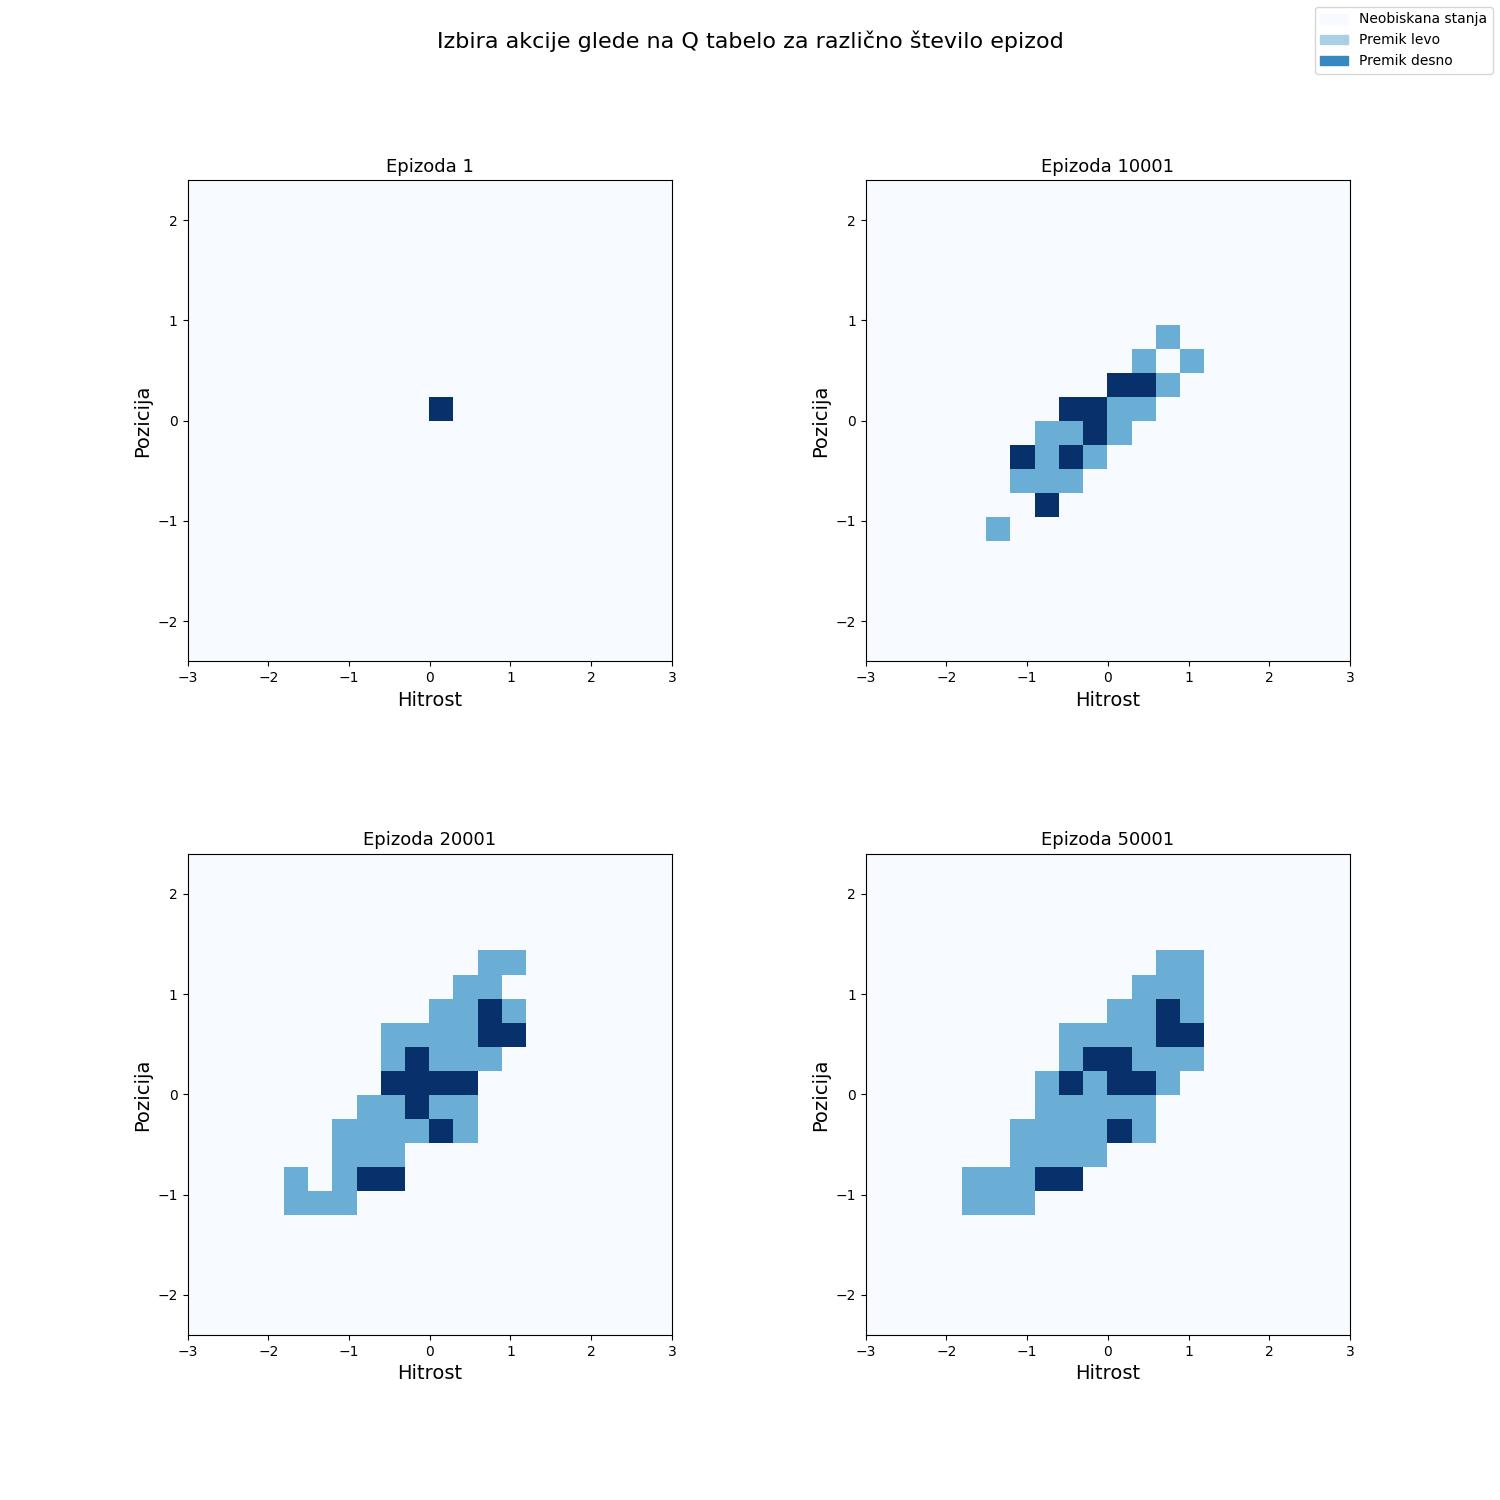 Izbira akcije glede na Q tabelo za različno število epizod
Neobiskana stanja
Premik levo
Premik desno
Epizoda 1
2
1
0
−1
−2
Pozicija
−3 −2 −1 0 1 2 3
Hitrost
Epizoda 10001
2
1
0
−1
−2
Pozicija
−3 −2 −1 0 1 2 3
Hitrost
Epizoda 20001
2
1
0
−1
−2
Pozicija
−3 −2 −1 0 1 2 3
Hitrost
Epizoda 50001
2
1
0
−1
−2
Pozicija
−3 −2 −1 0 1 2 3
Hitrost